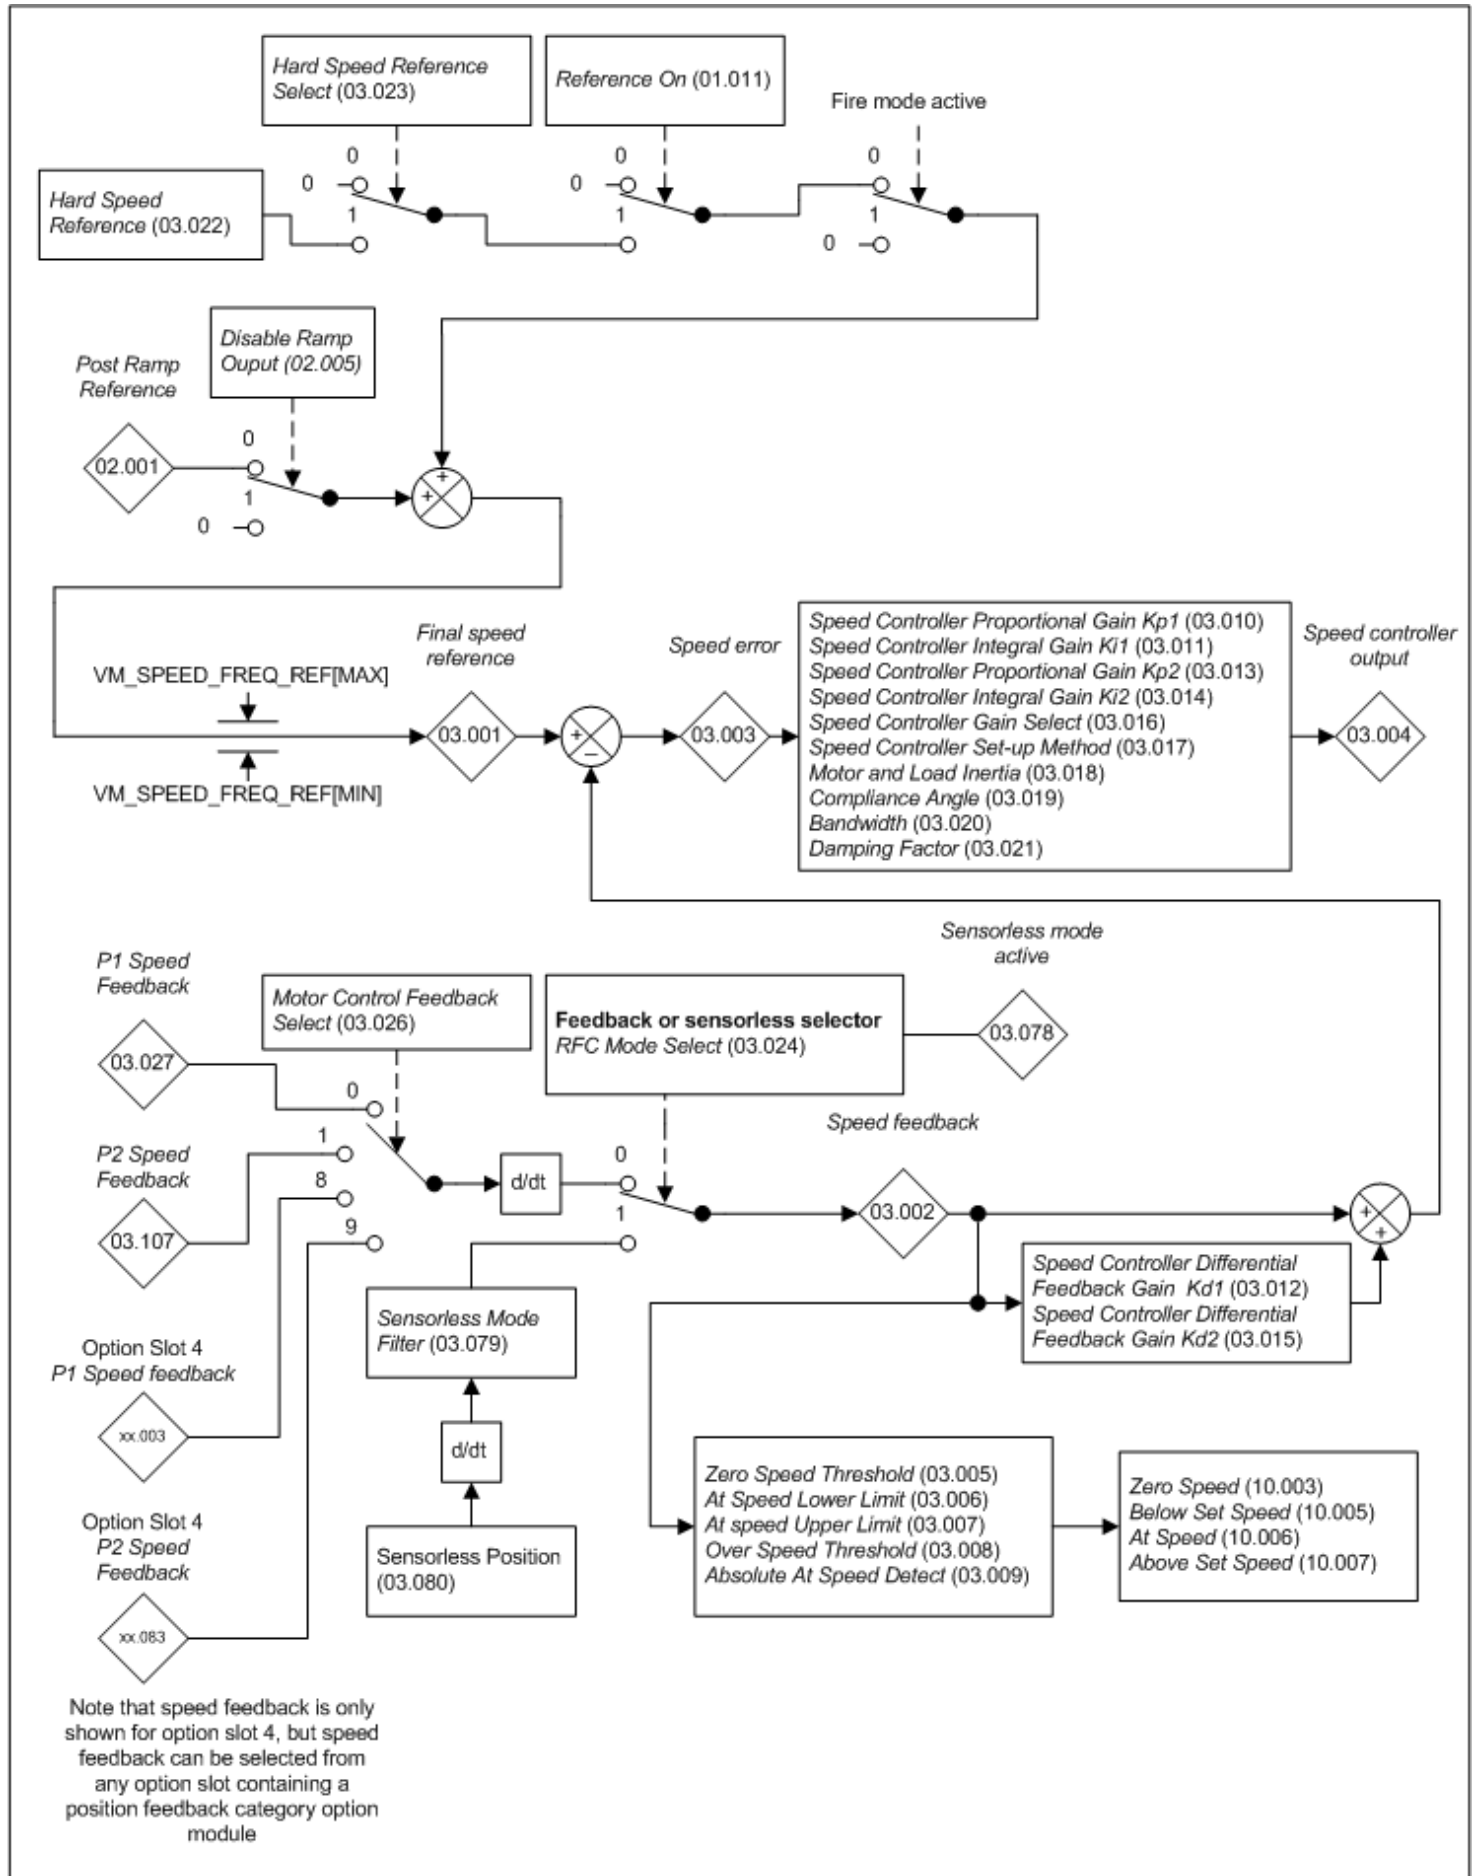 Hard Speed Reference
Select (03.023)
Reference On (01.011)
Fire mode active
0
0
0
0
0
Hard Speed
Reference (03.022)
1
1
1
0
Disable Ramp
Ouput (02.005)
Post Ramp
Reference
0
02.001
+
+
1
0
Final speed
reference
Speed error
Speed Controller Proportional Gain Kp1 (03.010)
Speed Controller Integral Gain Ki1 (03.011)
Speed Controller Proportional Gain Kp2 (03.013)
Speed Controller Integral Gain Ki2 (03.014)
Speed Controller Gain Select (03.016)
Speed Controller Set-up Method (03.017)
Motor and Load Inertia (03.018)
Compliance Angle (03.019)
Bandwidth (03.020)
Damping Factor (03.021)
Speed controller
output
VM_SPEED_FREQ_REF[MAX]
03.001
+
−
03.003
03.004
VM_SPEED_FREQ_REF[MIN]
Sensorless mode
active
P1 Speed
Feedback
Motor Control Feedback
Select (03.026)
Feedback or sensorless selector
RFC Mode Select (03.024)
03.078
03.027
0
Speed feedback
P2 Speed
Feedback
1
8
9
d/dt
0
1
03.002
+
+
03.107
Speed Controller Differential
Feedback Gain Kd1 (03.012)
Speed Controller Differential
Feedback Gain Kd2 (03.015)
Sensorless Mode
Filter (03.079)
Option Slot 4
P1 Speed feedback
xx.003
d/dt
Zero Speed Threshold (03.005)
At Speed Lower Limit (03.006)
At speed Upper Limit (03.007)
Over Speed Threshold (03.008)
Absolute At Speed Detect (03.009)
Zero Speed (10.003)
Below Set Speed (10.005)
At Speed (10.006)
Above Set Speed (10.007)
Option Slot 4
P2 Speed
Feedback
Sensorless Position
(03.080)
xx.083
Note that speed feedback is only
shown for option slot 4, but speed
feedback can be selected from
any option slot containing a
position feedback category option
module